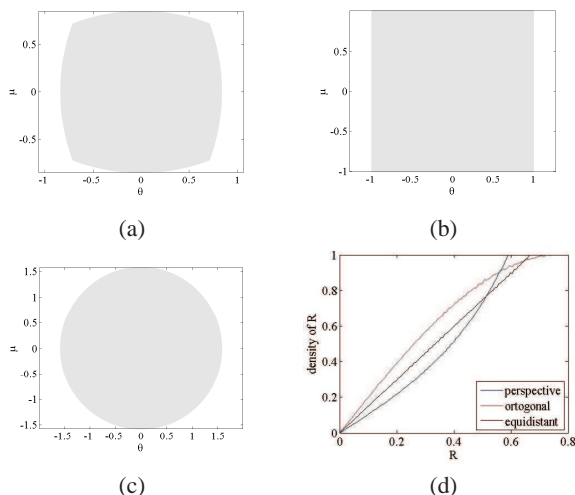 0.5
0
-0.5
μ
-1 -0.5 0 0.5 1
θ
(a)
1
0.5
0
-0.5
-1
μ
-1 -0.5 0 0.5 1
θ
(b)
1.5
1
0.5
0
-0.5
-1
-1.5
μ
-1.5 -1 -0.5 0 0.5 1 1.5
θ
(c)
1
0.8
0.6
0.4
0.2
0
density of R
0 0.2 0.4 0.6 0.8
R
perspective
ortogonal
equidistant
(d)